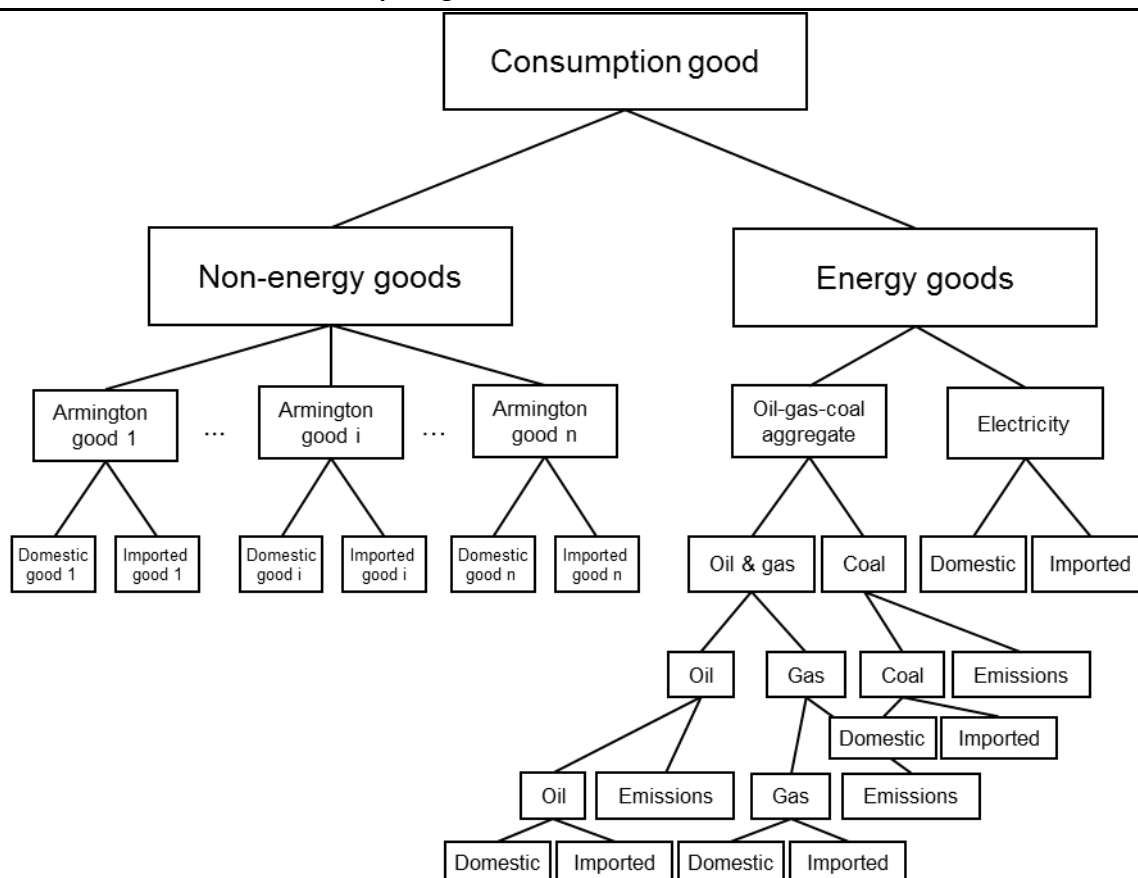 Consumption good
Non-energy goods
Energy goods
Armington
good 1
...
Armington
good i
...
Armington
good n
Oil-gas-coal
aggregate
Electricity
Domestic
good 1
Imported
good 1
Domestic
good i
Imported
good i
Domestic
good n
Imported
good n
Oil & gas
Coal
Domestic
Imported
Oil
Gas
Coal
Emissions
Domestic
Imported
Oil
Emissions
Gas
Emissions
Domestic
Imported
Domestic
Imported